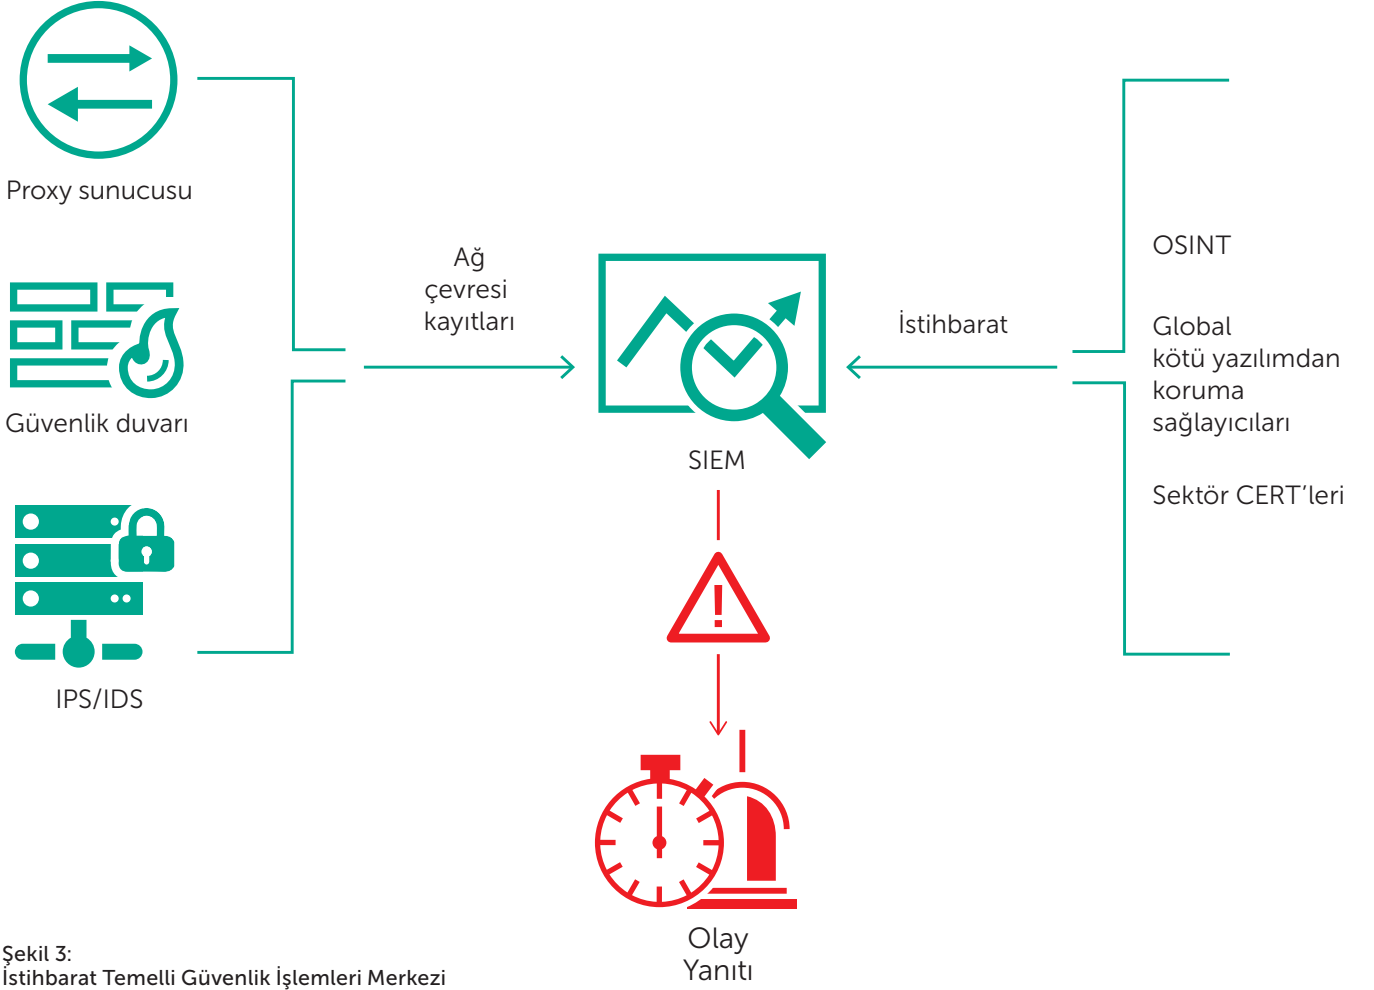 Proxy sunucusu
Güvenlik duvarı
IPS/IDS
Ağ
çevresi
kayıtları
SIEM
İstihbarat
OSINT
Global
kötü yazılımdan
koruma
sağlayıcıları
Sektör CERT’leri
Olay
Yanıtı
Şekil 3:
İstihbarat Temelli Güvenlik İşlemleri Merkezi